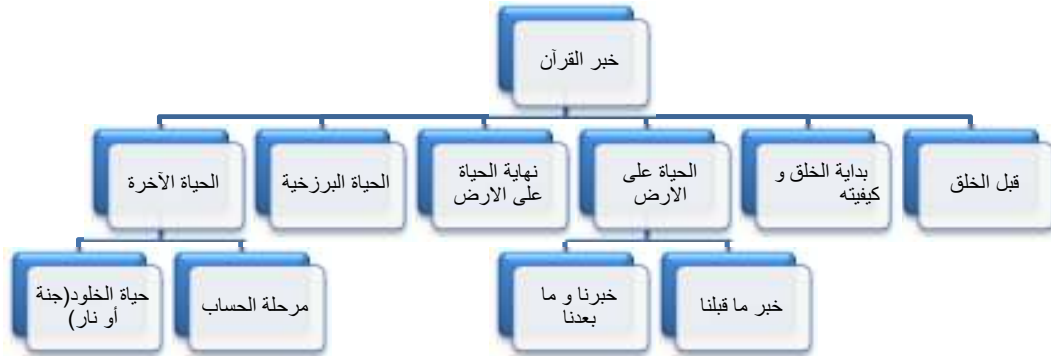 خبر القرآن
قبل الخلق
بداية الخلق و
كيفيته
الحياة على
الارض
نهاية الحياة
على الارض
الحياة البرزخية
الحياة الآخرة
خبر ما قبلنا
خبرنا و ما
بعدنا
مرحلة الحساب
حياة الخلود(جنة
أو نار)